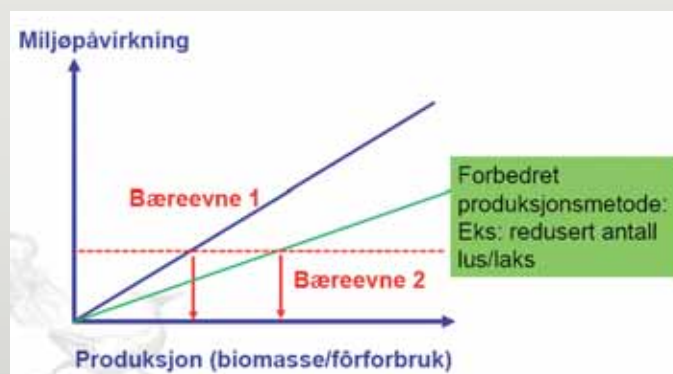 Miljøpåvirkning
Bæreevne 1
Forbedret
produksjonsmetode:
Eks: redusert antall
lus/laks
Bæreevne 2
Produksjon (biomasse/fôrforbruk)